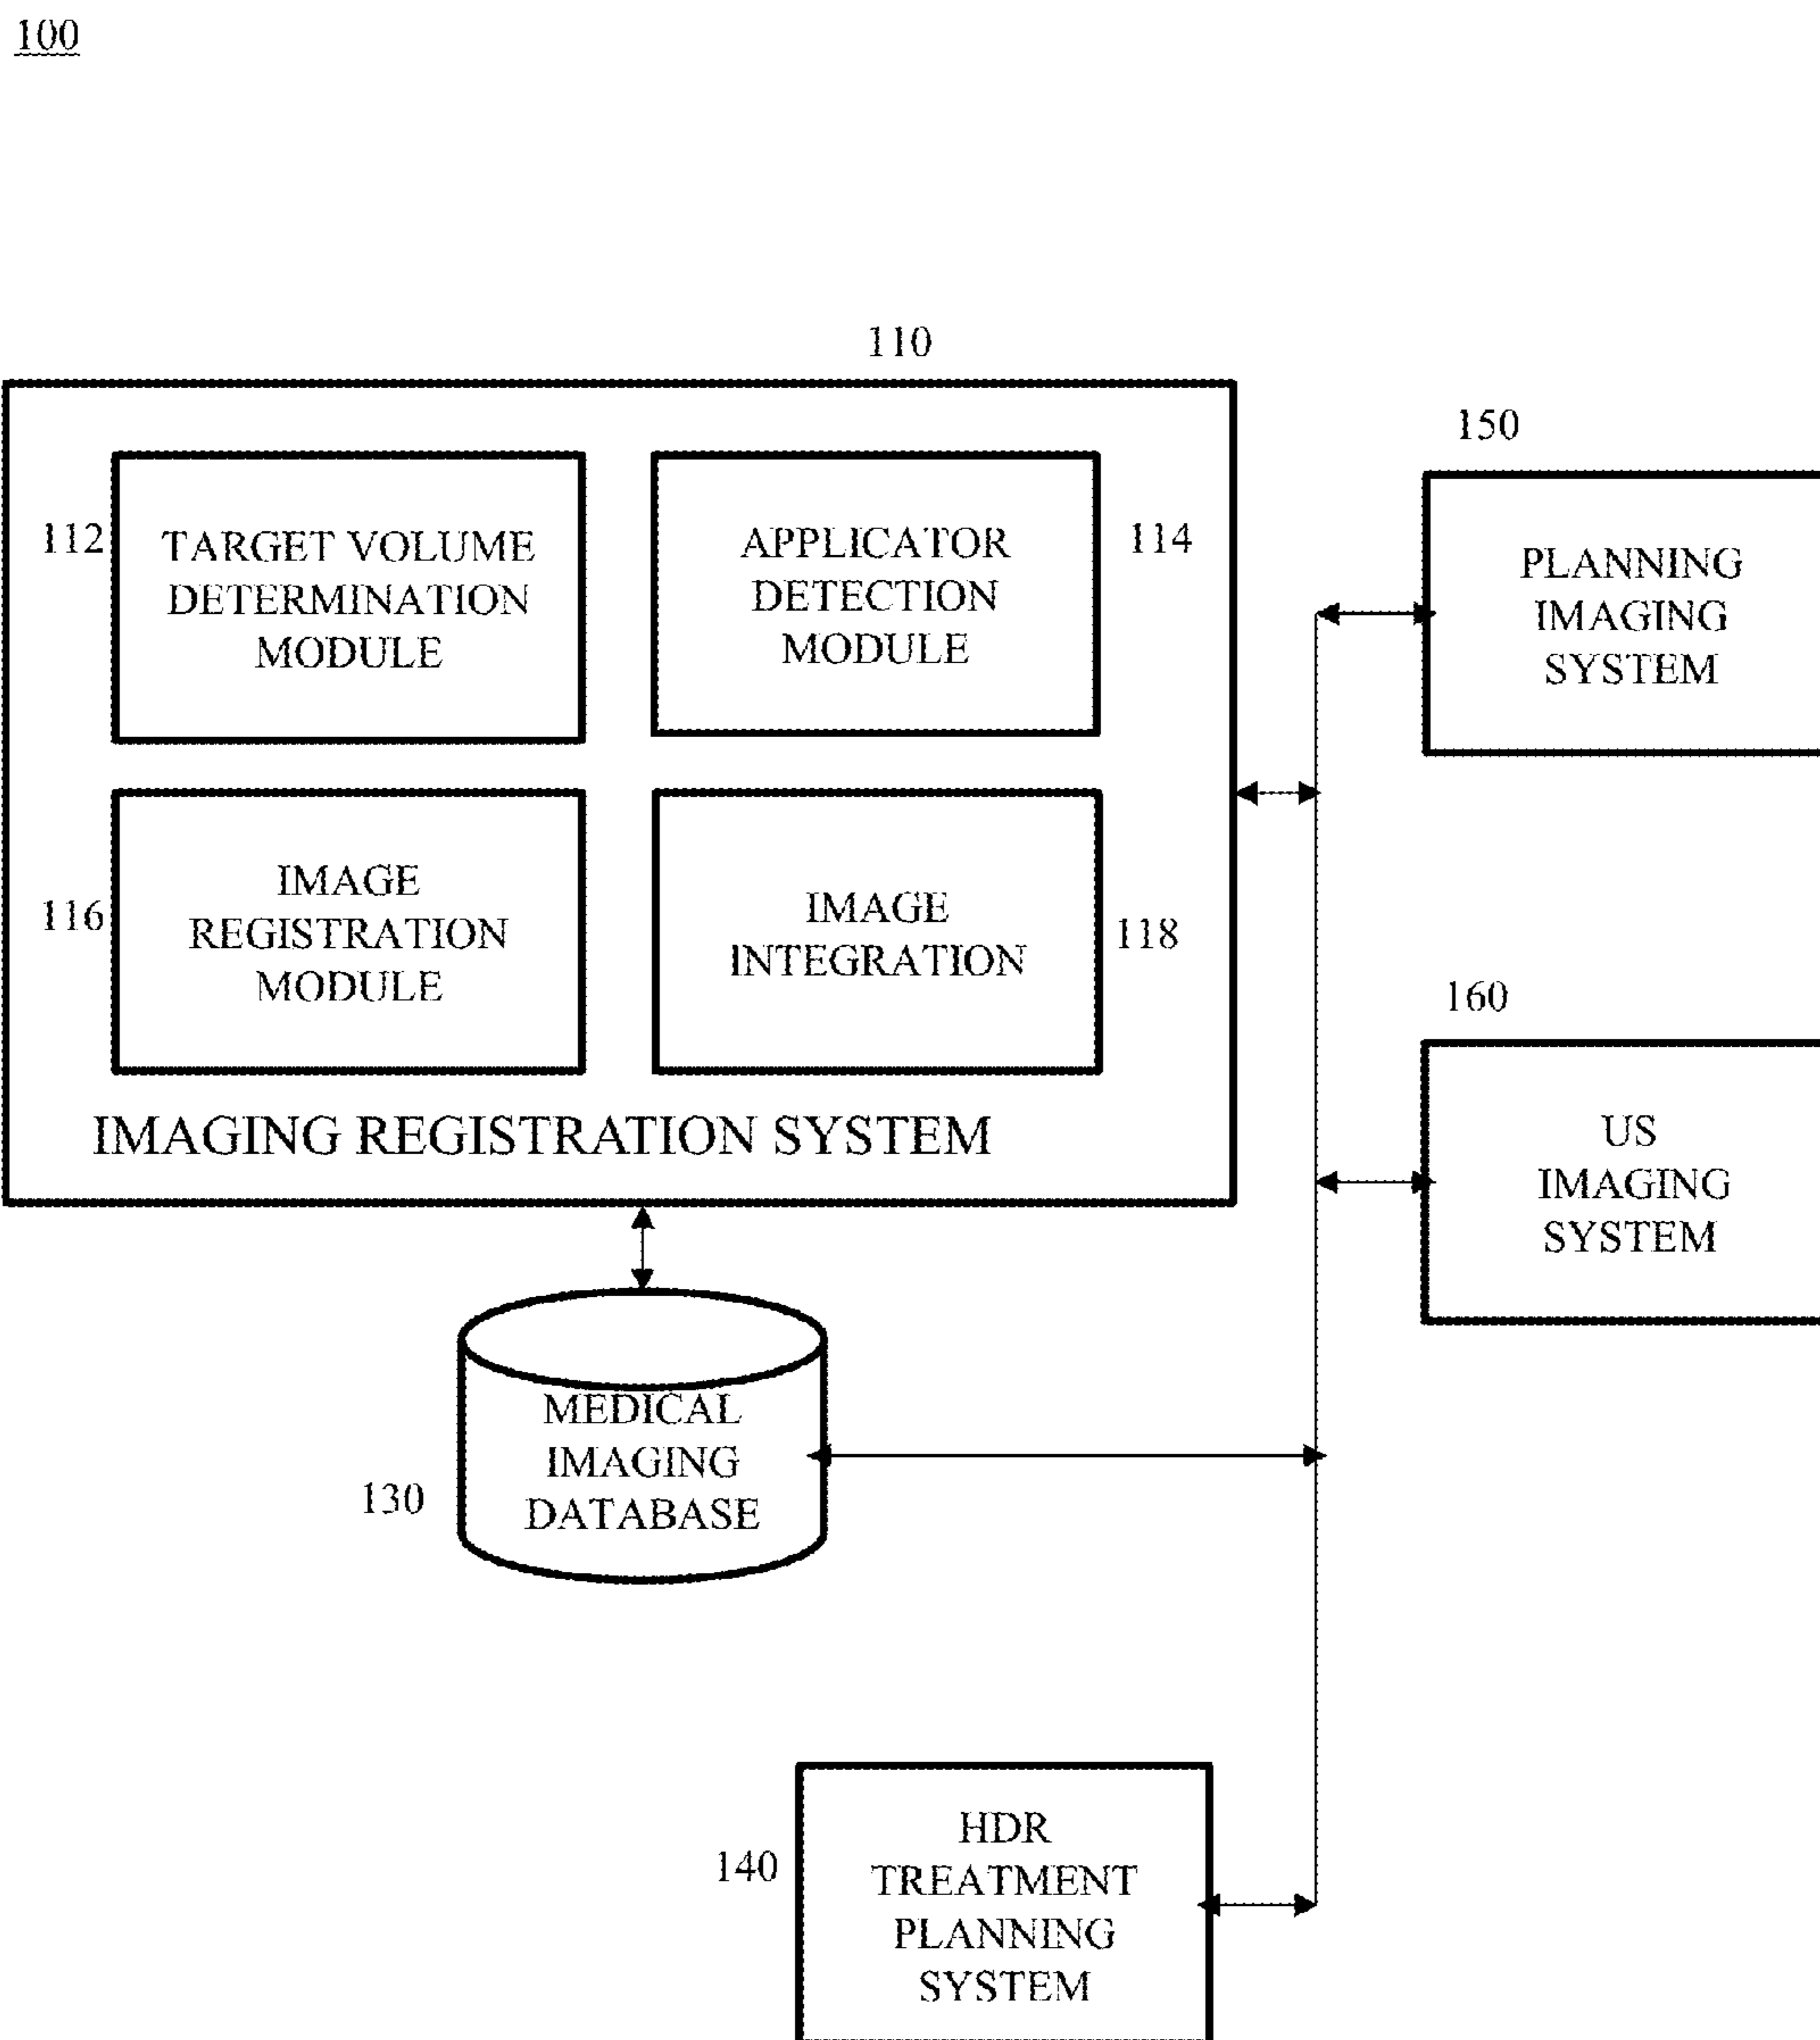 100
110
112
TARGET VOLUME
DETERMINATION
MODULE
APPLICATOR
DETECTION
MODULE
114
116
IMAGE
REGISTRATION
MODULE
IMAGE
INTEGRATION
118
IMAGING REGISTRATION SYSTEM
150
PLANNING
IMAGING
SYSTEM
160
US
IMAGING
SYSTEM
130
MEDICAL
IMAGING
DATABASE
140
HDR
TREATMENT
PLANNING
SYSTEM